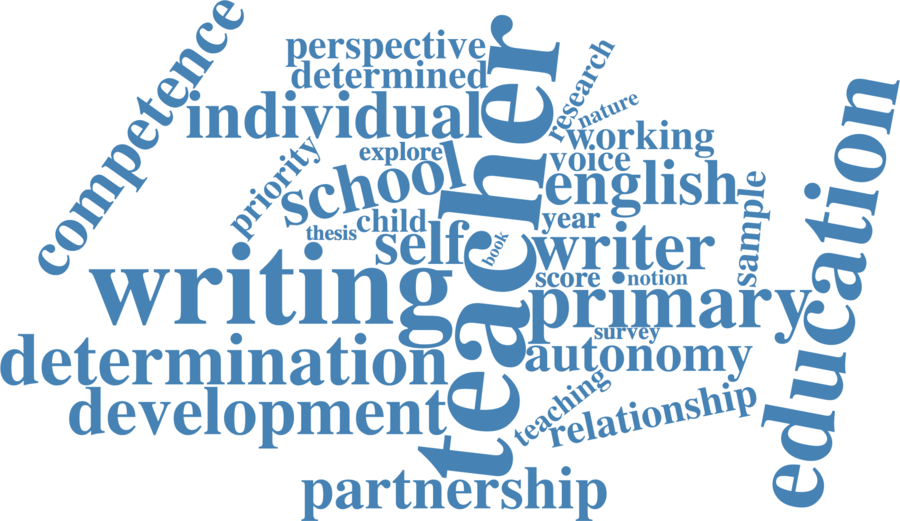 competence
perspective
determined
individual
teacher
research
nature
working
explore
voice
priority
school
english
sample
education
child
year
thesis
self
book
writer
writing
score
notion
primary
survey
determination
autonomy
development
teaching
relationship
partnership